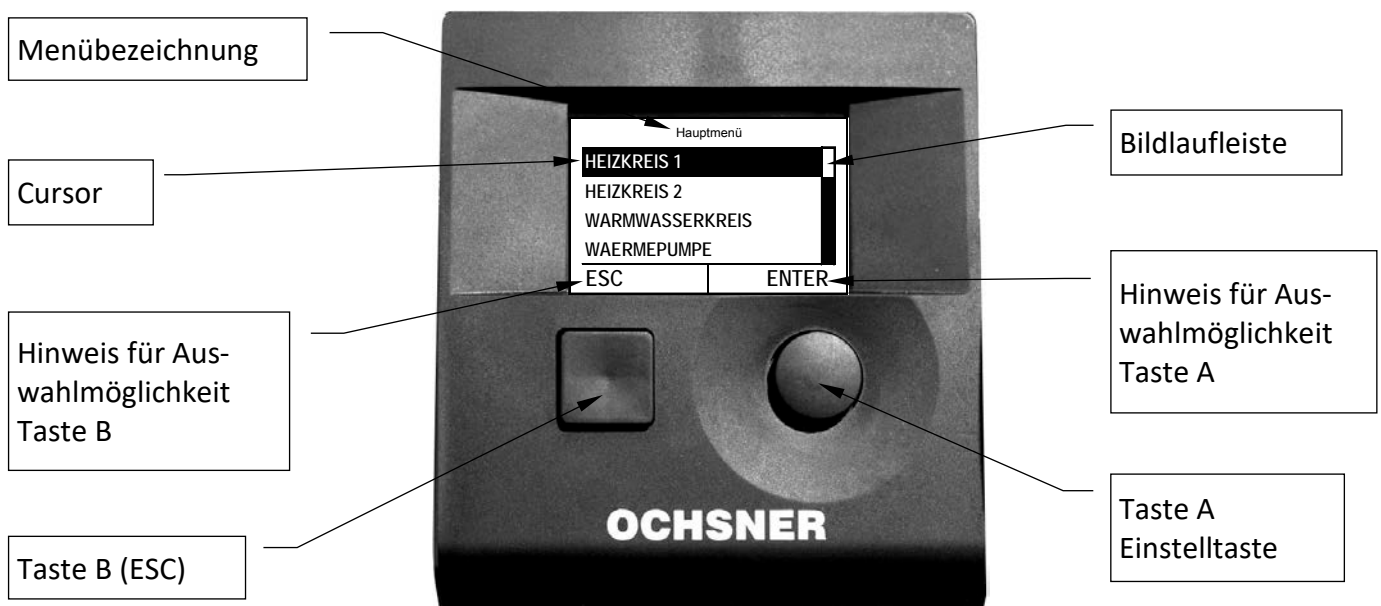 Menübezeichnung
Cursor
Hinweis für Aus-
wahlmöglichkeit
Taste B
Taste B (ESC)
Hauptmenü
HEIZKREIS 1
HEIZKREIS 2
WARMWASSERKREIS
WAERMEPUMPE
ESC
ENTER
OCHSNER
Bildlaufleiste
Hinweis für Aus-
wahlmöglichkeit
Taste A
Taste A
Einstelltaste